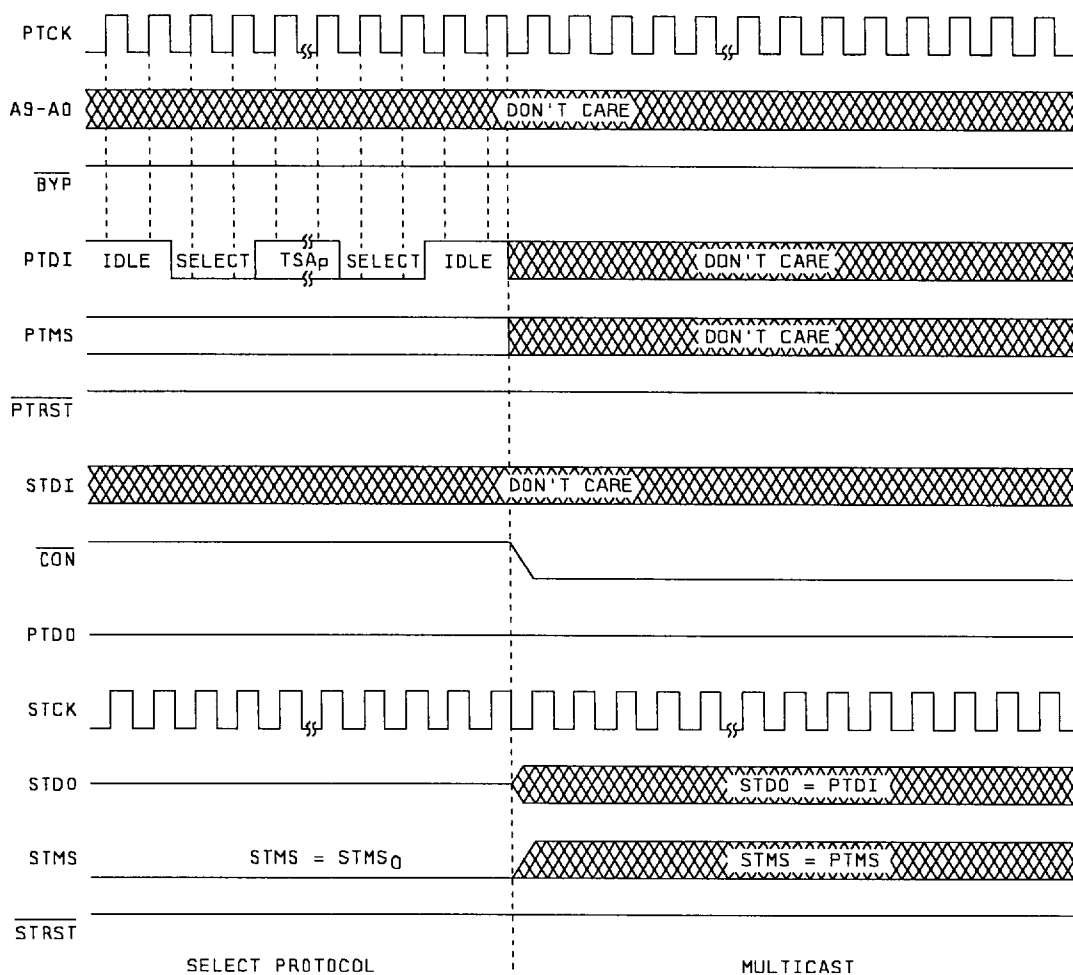 PTCK
A9-A0 DON'T CARE
BYP
PTDI IDLE SELECT TSAp SELECT IDLE DON'T CARE
PTMS DON'T CARE
PTRST
STDI DON'T CARE
CON
PTDO
STCK
STDO STDO = PTDI
STMS STMS = STMS0 STMS = PTMS
STRST
SELECT PROTOCOL MULTICAST